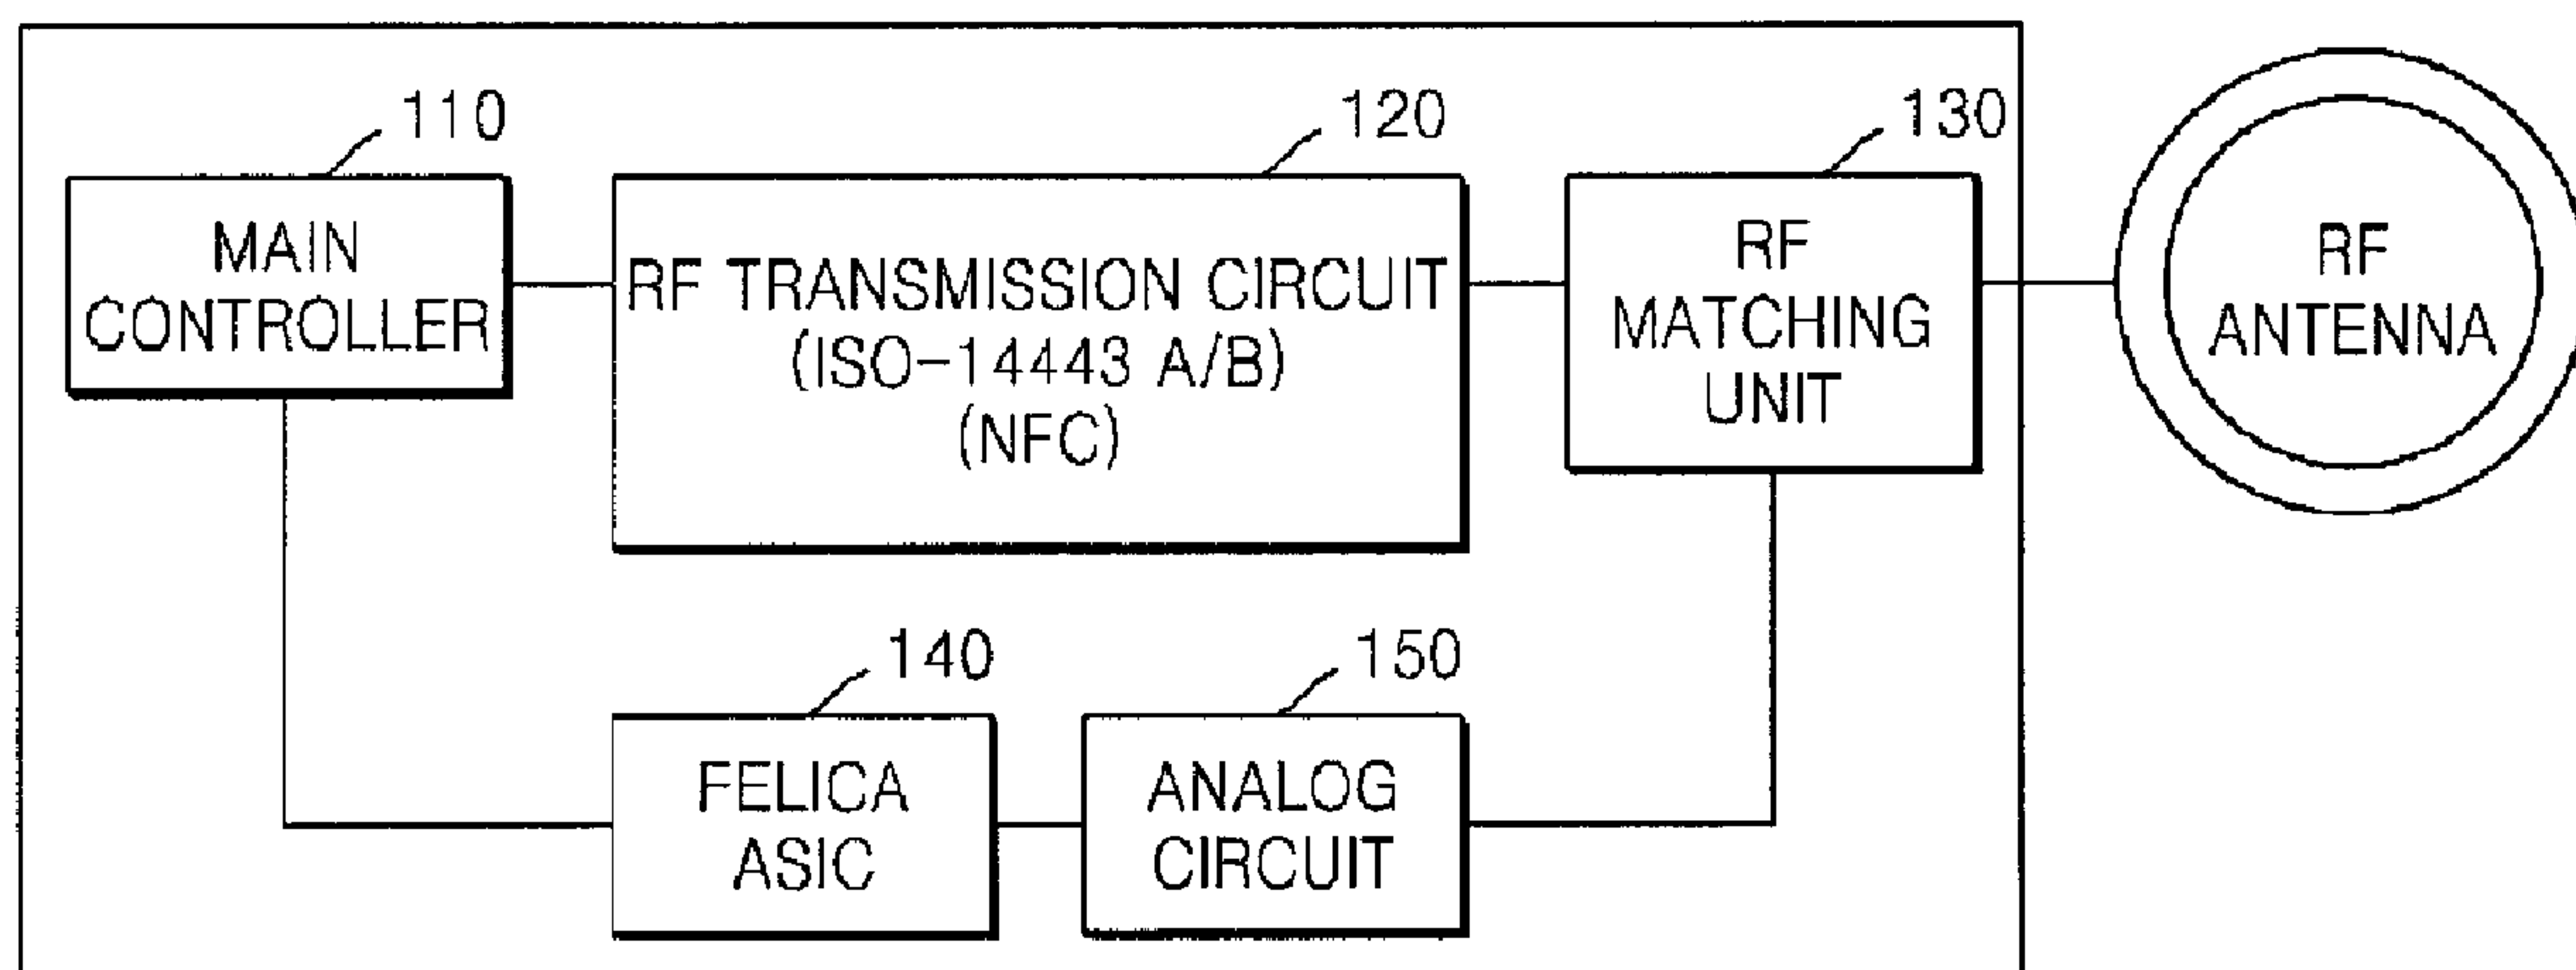 110
120
130
MAIN
CONTROLLER
RF TRANSMISSION CIRCUIT
(ISO-14443 A/B)
(NFC)
RF
MATCHING
UNIT
RF
ANTENNA
140
150
FELICA
ASIC
ANALOG
CIRCUIT